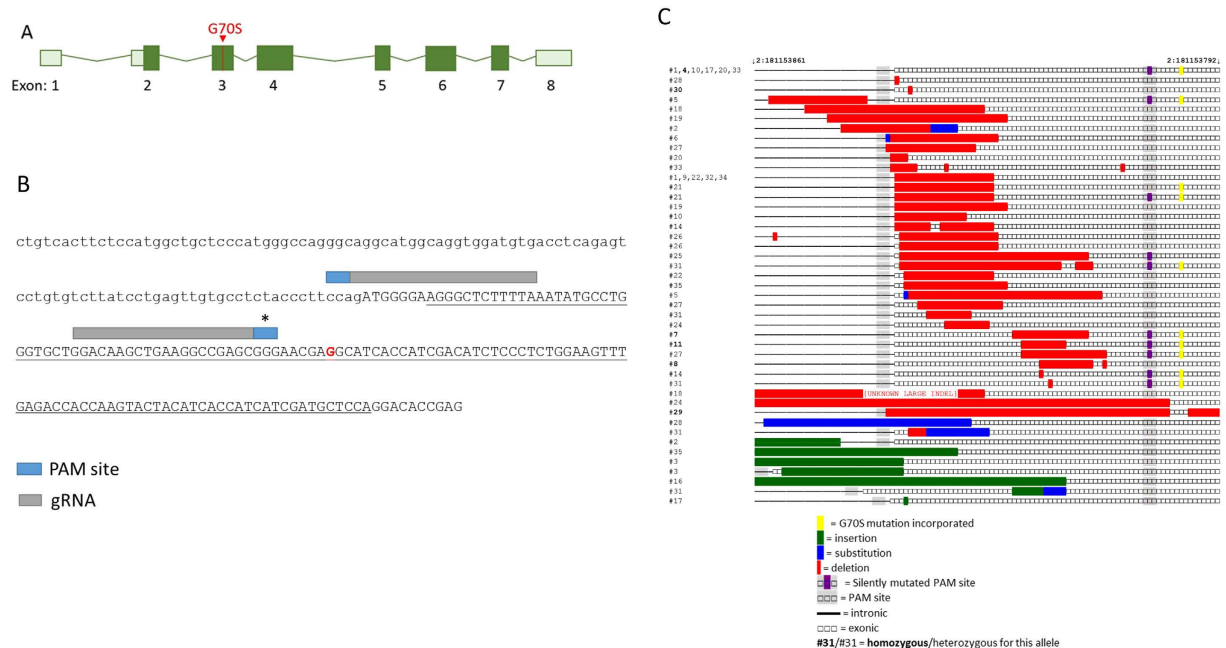 A
G70S
Exon: 1 2 3 4 5 6 7 8
B
ctgtcacttctccatggctgctcccatgggccagggcaggcatggcaggtggatgtgacctcagagt
cctgtgtcttatcctgagttgtgcctctacccttccagATGGGGAAGGGCTCTTTTAAATATGCCTG
*
GGTGCTGGACAAGCTGAAGGCCGAGCGGGAACGAGGCATCACCATCGACATCTCCCTCTGGAAGTTT
GAGACCACCAAGTACTACATCACCATCATCGATGCTCCAGGACACCGAG
PAM site
gRNA
C
↓2:181153861 2:181153792↓
#1,4,10,17,20,33
#28
#30
#5
#18
#19
#2
#6
#27
#20
#33
#1,9,22,32,34
#21
#21
#19
#10
#14
#26
#26
#25
#31
#22
#35
#5
#27
#31
#24
#7
#11
#27
#8
#14
#31
#18 [UNKNOWN LARGE INDEL]
#24
#29
#28
#31
#2
#35
#3
#3
#16
#31
#17
= G70S mutation incorporated
= insertion
= substitution
= deletion
= Silently mutated PAM site
= PAM site
= intronic
= exonic
#31/#31 = homozygous/heterozygous for this allele